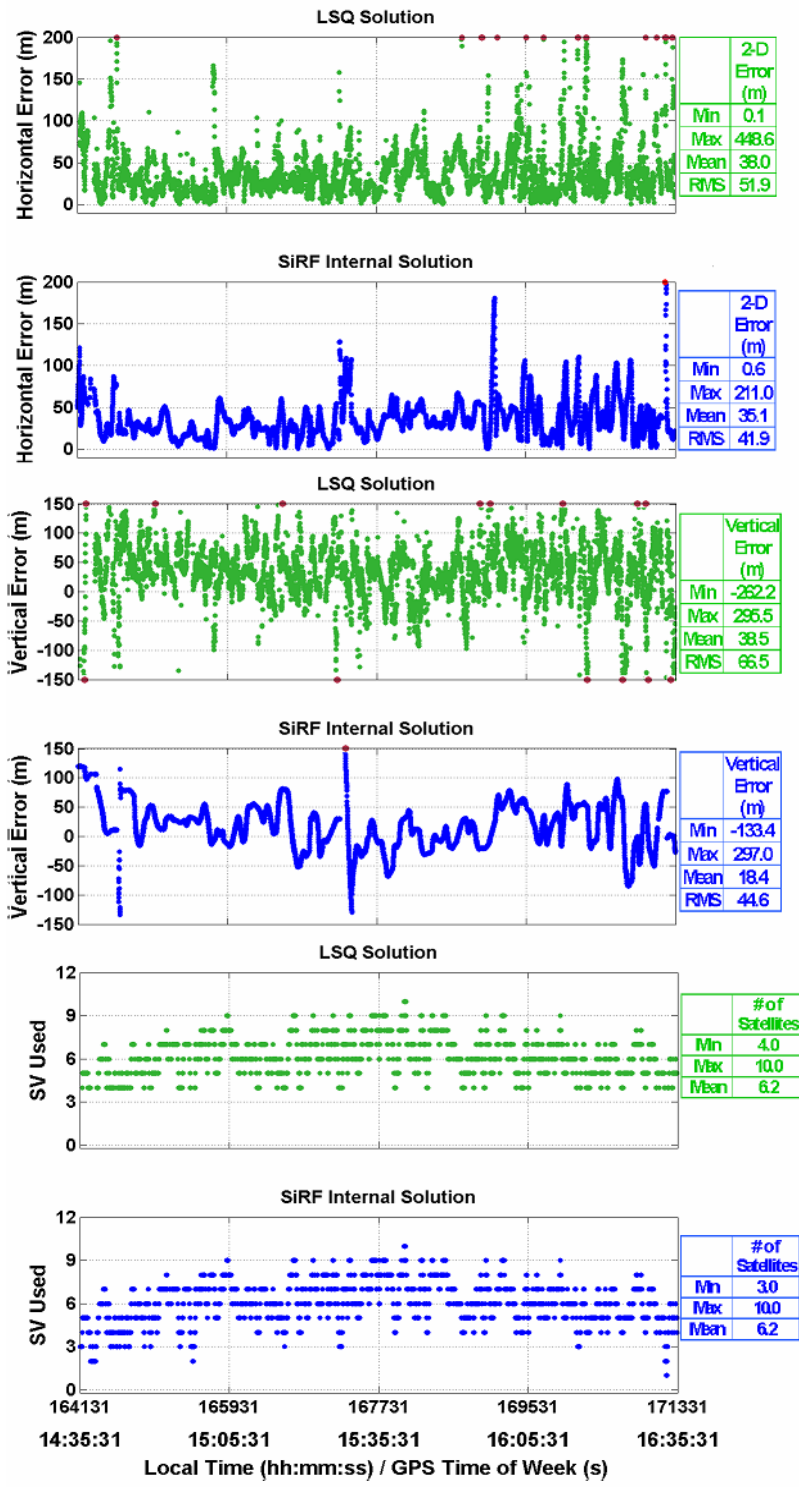 LSQ Solution
Horizontal Error (m)
200
150
100
50
0
2-D
Error
(m)
Min 0.1
Max 448.6
Mean 38.0
RMS 51.9
SiRF Internal Solution
Horizontal Error (m)
200
150
100
50
0
2-D
Error
(m)
Min 0.6
Max 211.0
Mean 35.1
RMS 41.9
LSQ Solution
Vertical Error (m)
150
100
50
0
-50
-100
-150
Vertical
Error
(m)
Min -262.2
Max 295.5
Mean 38.5
RMS 66.5
SiRF Internal Solution
Vertical Error (m)
150
100
50
0
-50
-100
-150
Vertical
Error
(m)
Min -133.4
Max 297.0
Mean 18.4
RMS 44.6
LSQ Solution
SV Used
12
9
6
3
0
# of
Satellites
Min 4.0
Max 10.0
Mean 6.2
SiRF Internal Solution
SV Used
12
9
6
3
0
# of
Satellites
Min 3.0
Max 10.0
Mean 6.2
164131 165931 167731 169531 171331
14:35:31 15:05:31 15:35:31 16:05:31 16:35:31
Local Time (hh:mm:ss) / GPS Time of Week (s)